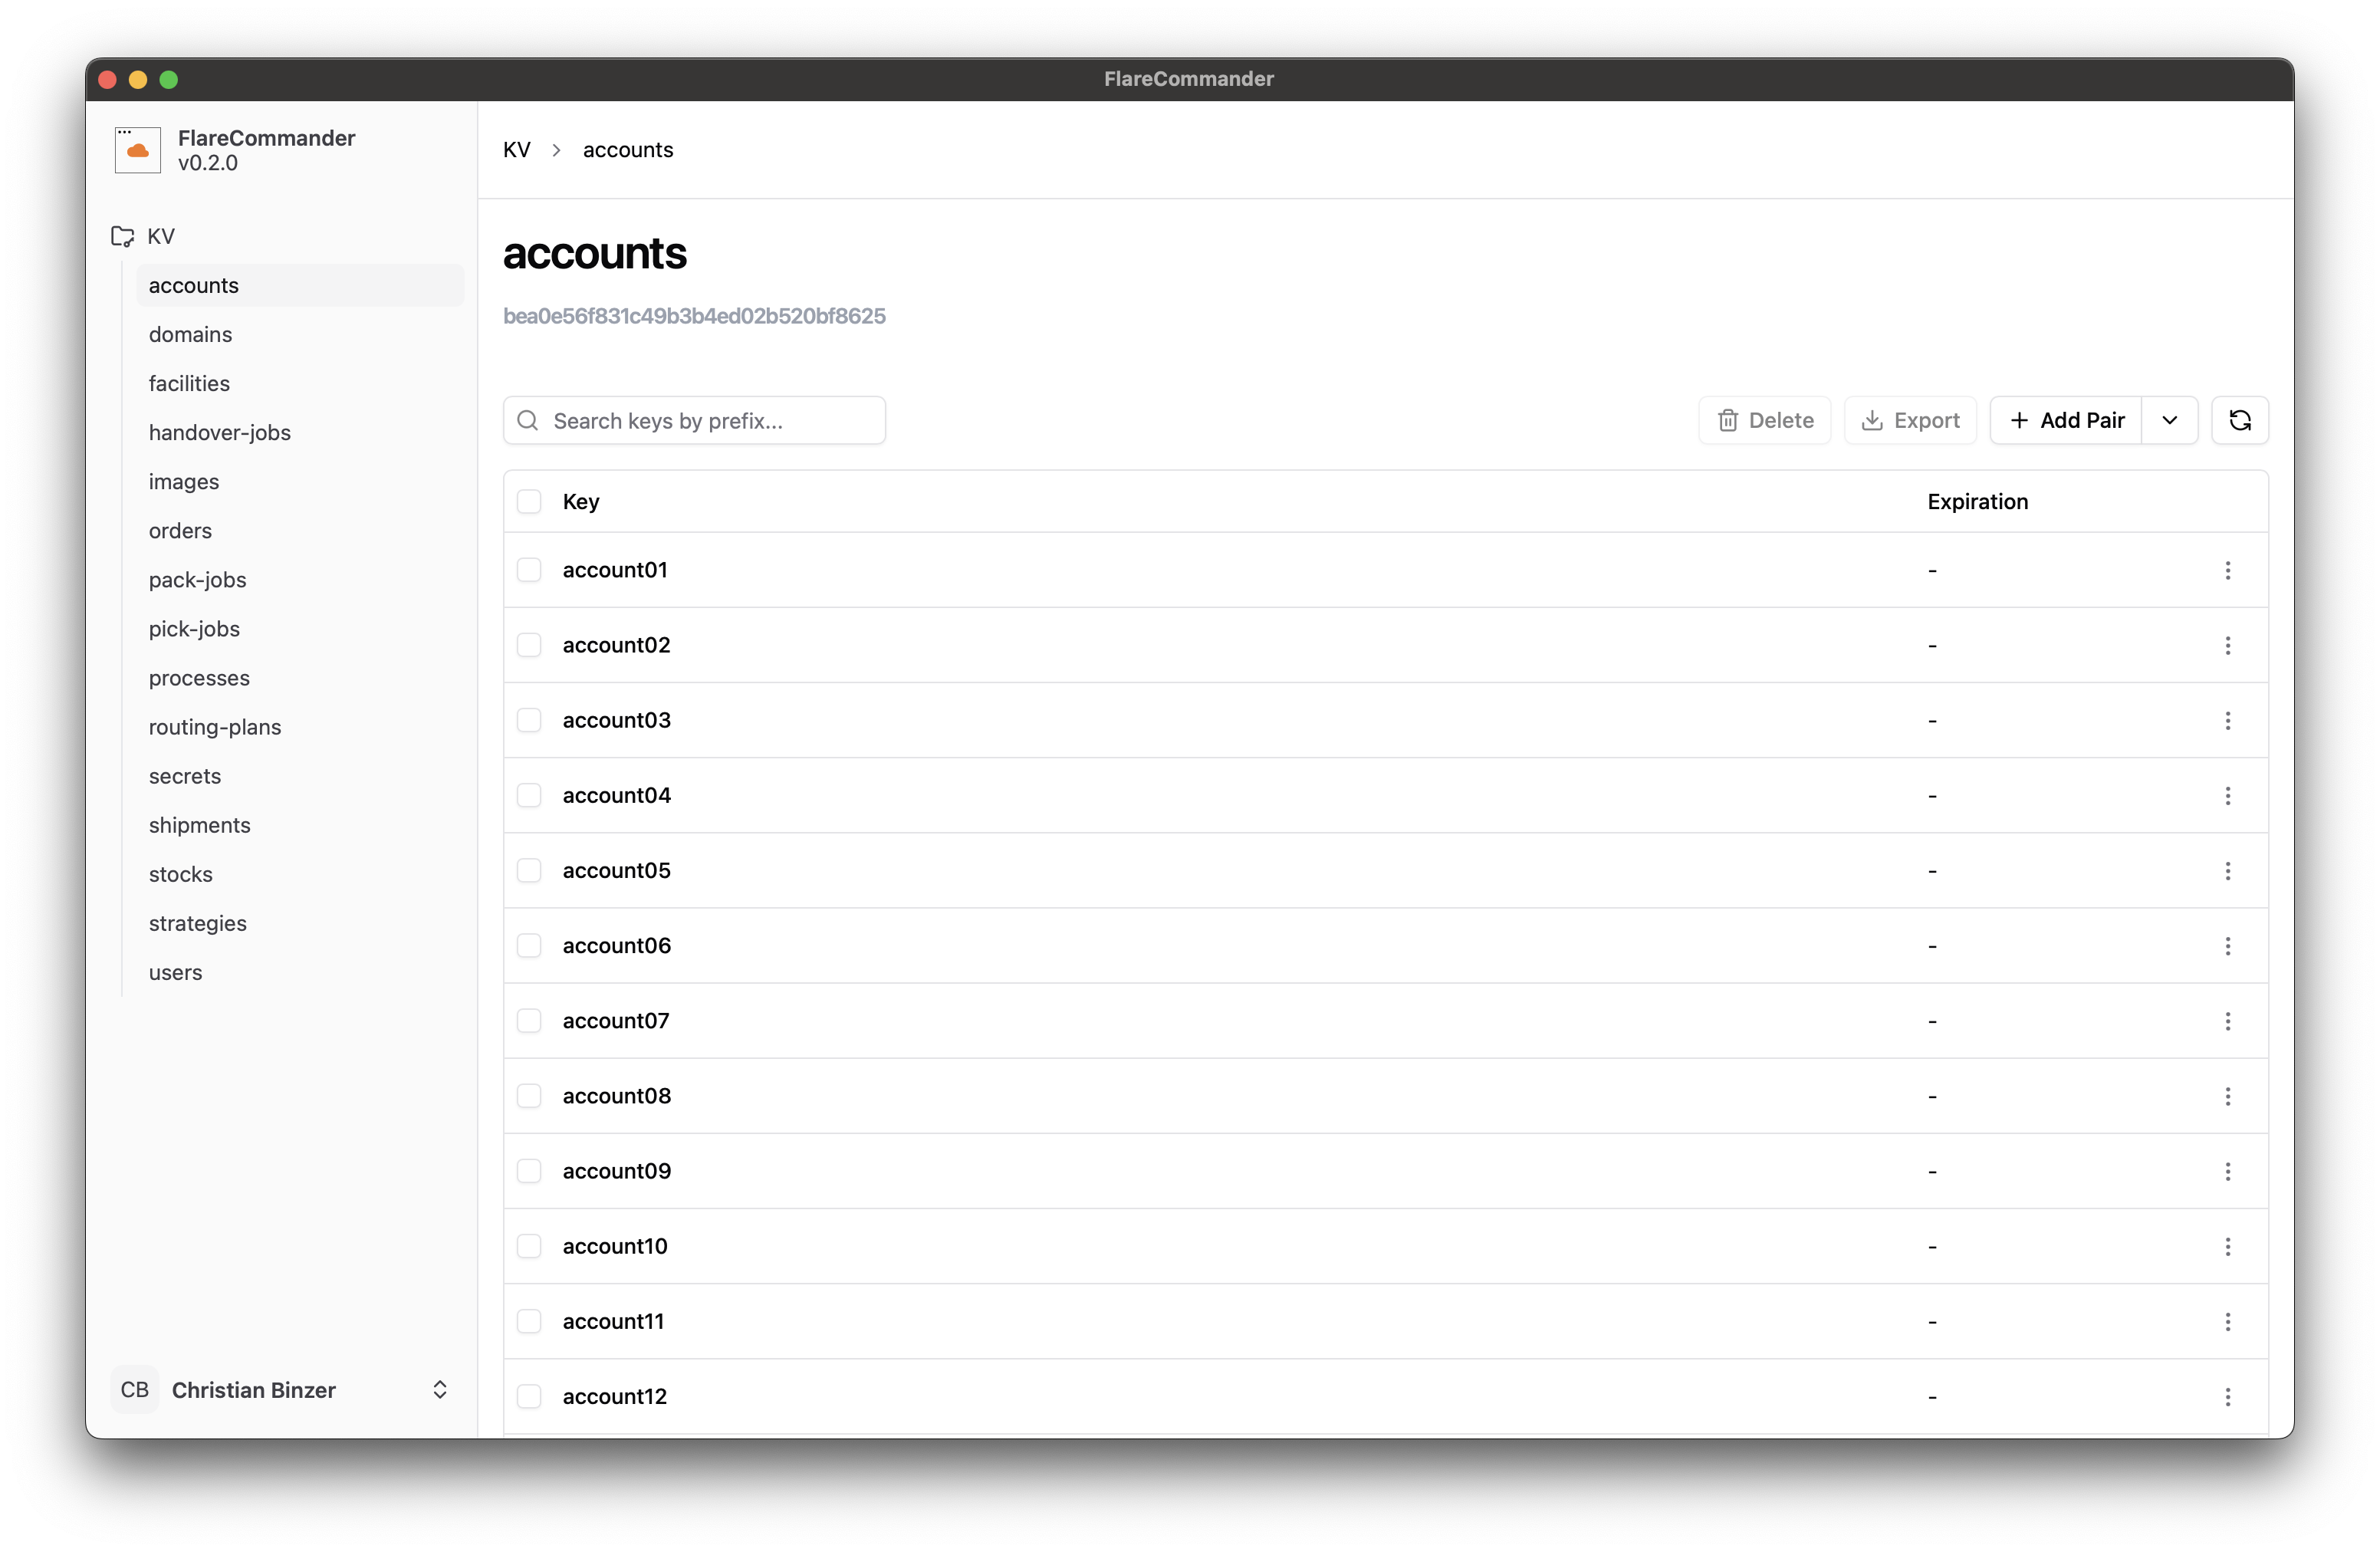 FlareCommander
FlareCommander
v0.2.0
KV
accounts
domains
facilities
handover-jobs
images
orders
pack-jobs
pick-jobs
processes
routing-plans
secrets
shipments
stocks
strategies
users
CB Christian Binzer
KV > accounts
accounts
bea0e56f831c49b3b4ed02b520bf8625
Search keys by prefix...
Delete Export + Add Pair
Key Expiration
account01 -
account02 -
account03 -
account04 -
account05 -
account06 -
account07 -
account08 -
account09 -
account10 -
account11 -
account12 -